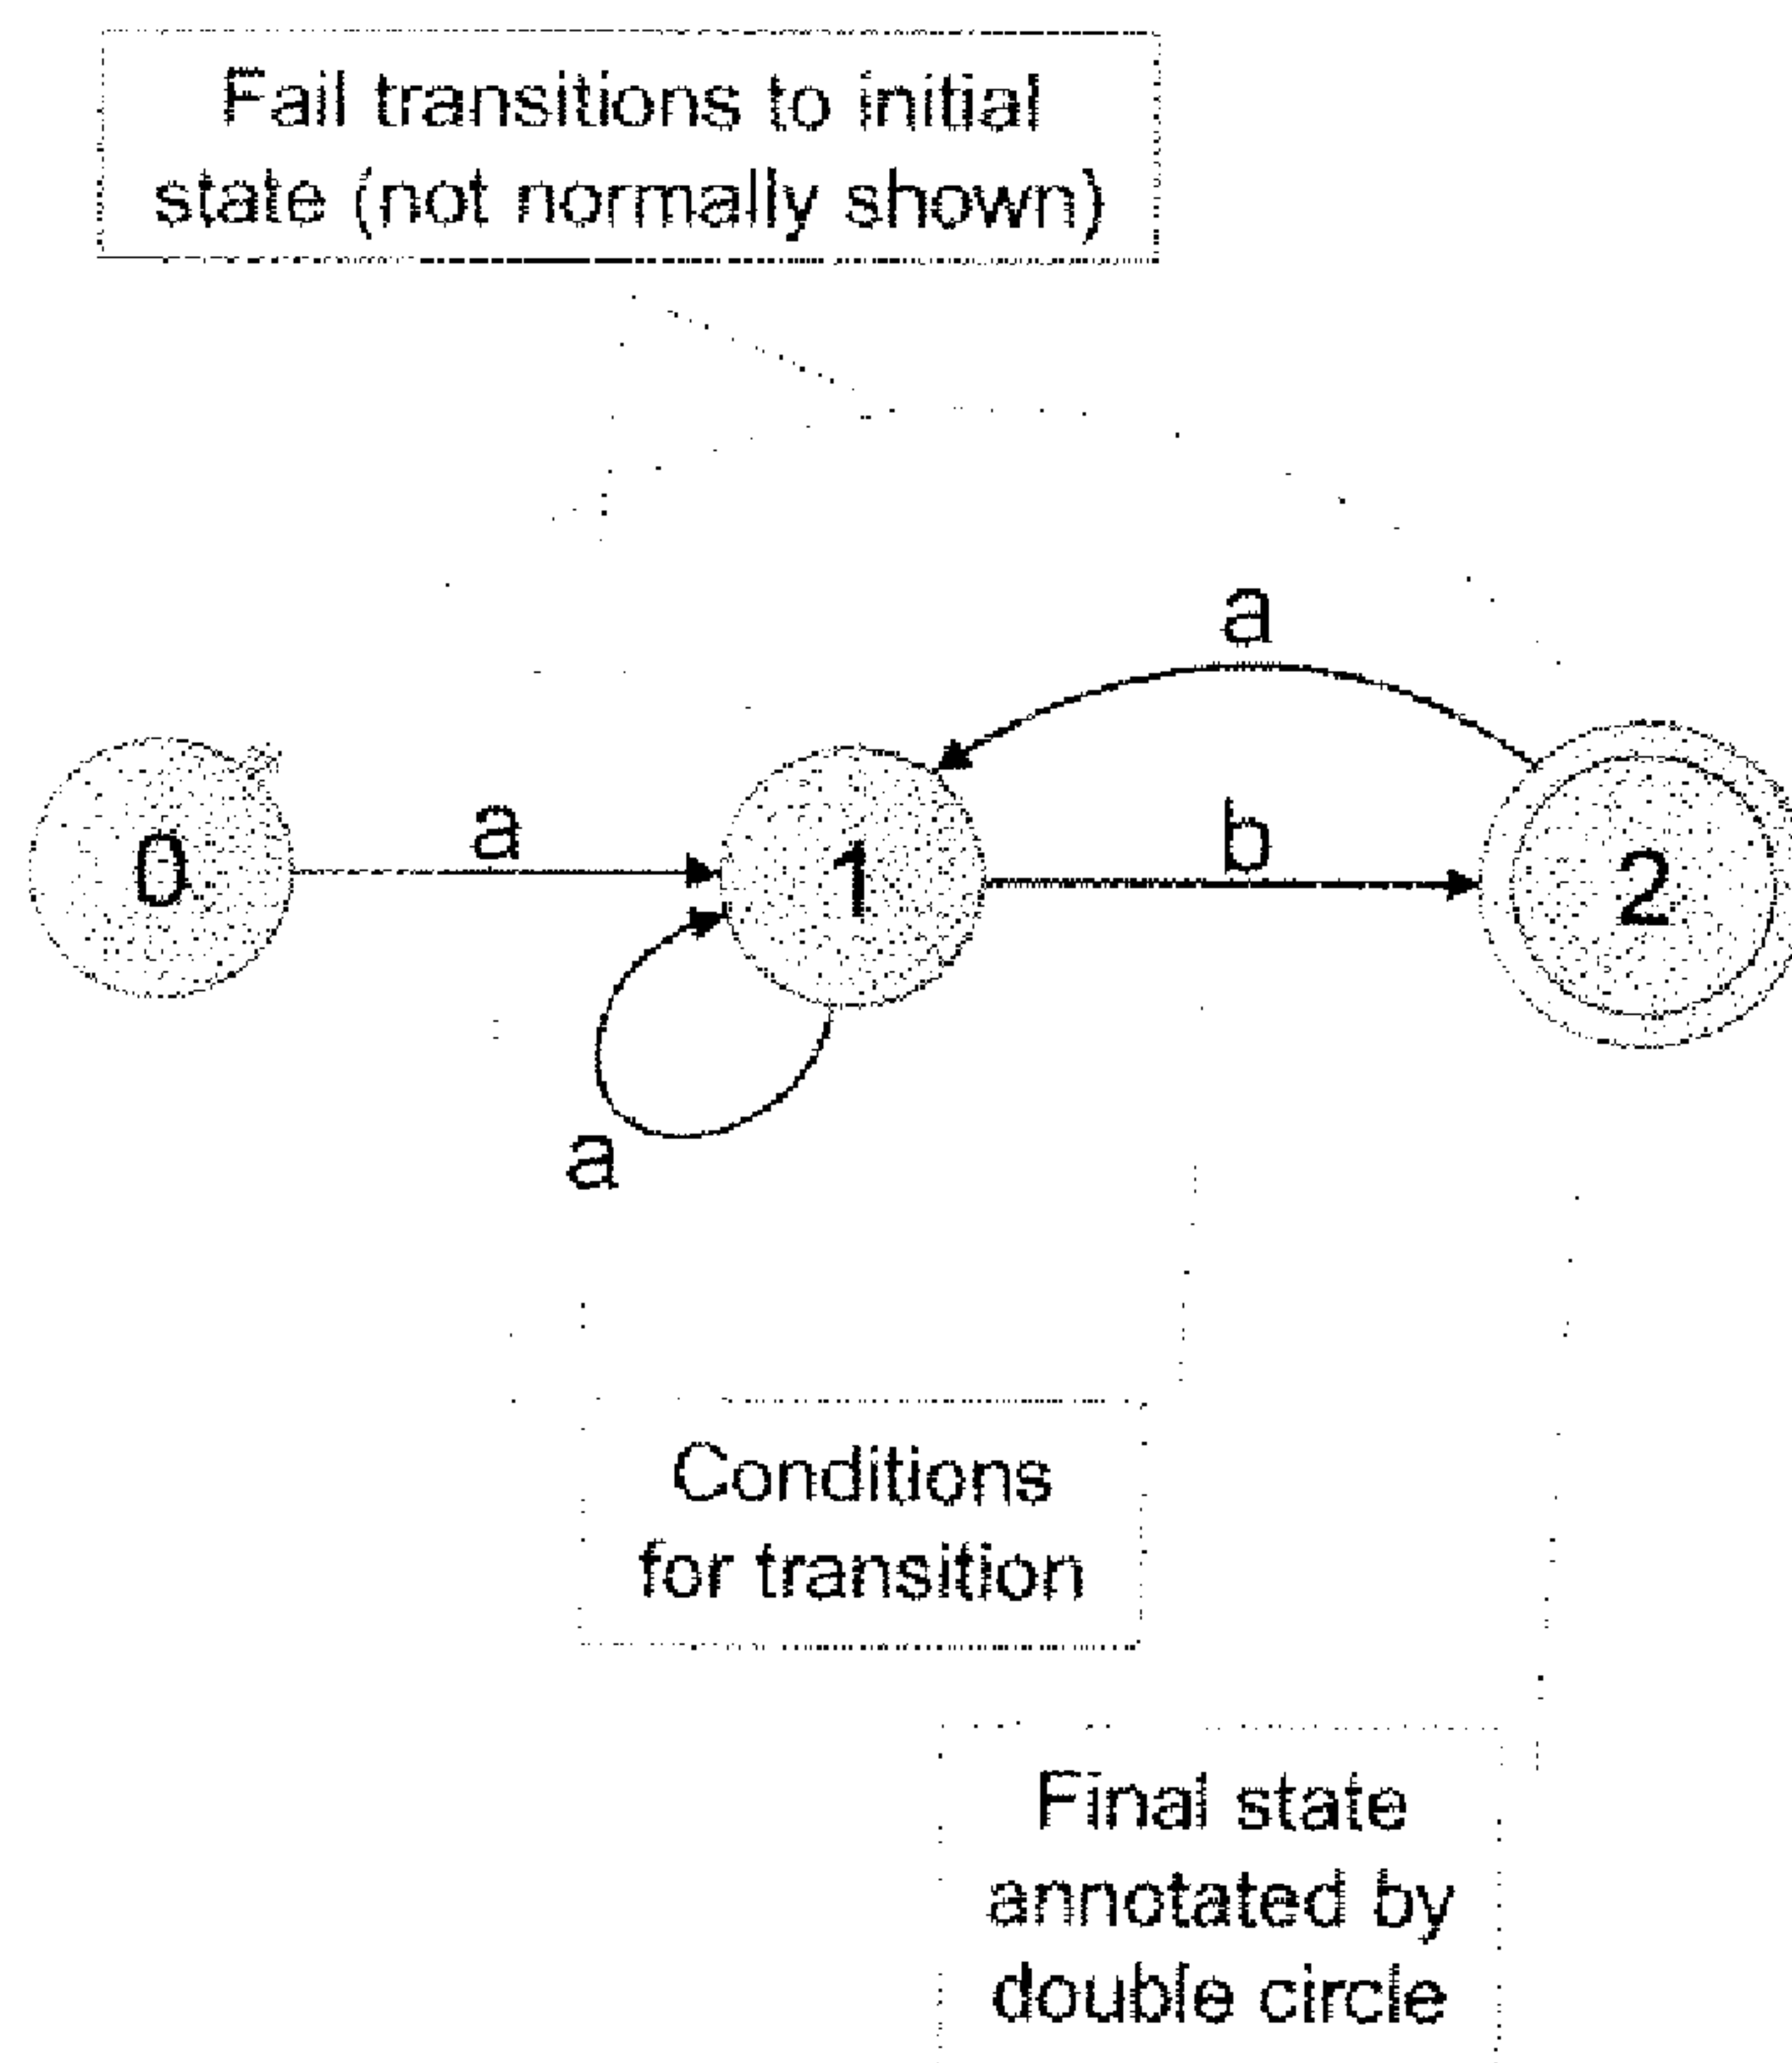 Fail transitions to initial
state (not normally shown)
a
a
b
0
1
2
a
Conditions
for transition
Final state
annotated by
double circle